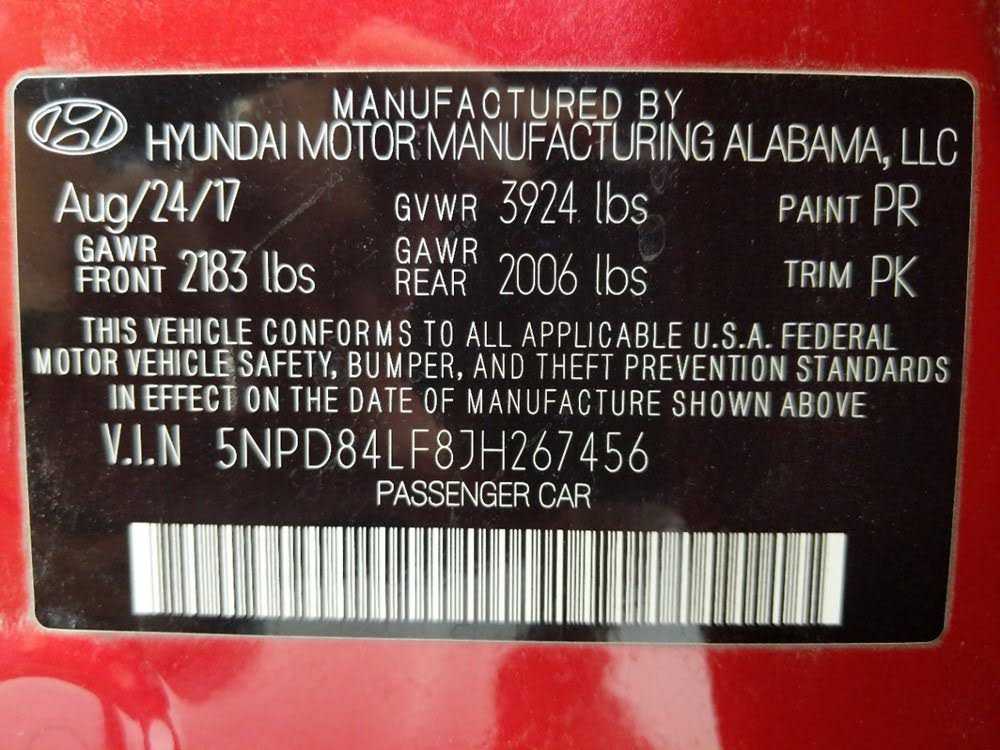 MANUFACTURED BY
HYUNDAI MOTOR MANUFACTURING ALABAMA, LLC
Aug/24/17 GVWR 3924 lbs PAINT PR
GAWR FRONT 2183 lbs GAWR REAR 2006 lbs TRIM PK
THIS VEHICLE CONFORMS TO ALL APPLICABLE U.S.A. FEDERAL
MOTOR VEHICLE SAFETY, BUMPER, AND THEFT PREVENTION STANDARDS
IN EFFECT ON THE DATE OF MANUFACTURE SHOWN ABOVE
V.I.N 5NPD84LF8JH267456
PASSENGER CAR